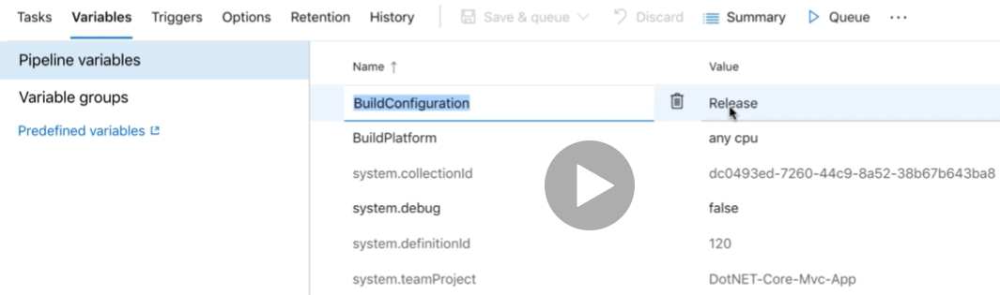 Tasks Variables Triggers Options Retention History Save & queue Discard Summary Queue ...
Pipeline variables
Variable groups
Predefined variables
Name ↑ Value
BuildConfiguration Release
BuildPlatform any cpu
system.collectionId dc0493ed-7260-44c9-8a52-38b67b643ba8
system.debug false
system.definitionId 120
system.teamProject DotNET-Core-Mvc-App